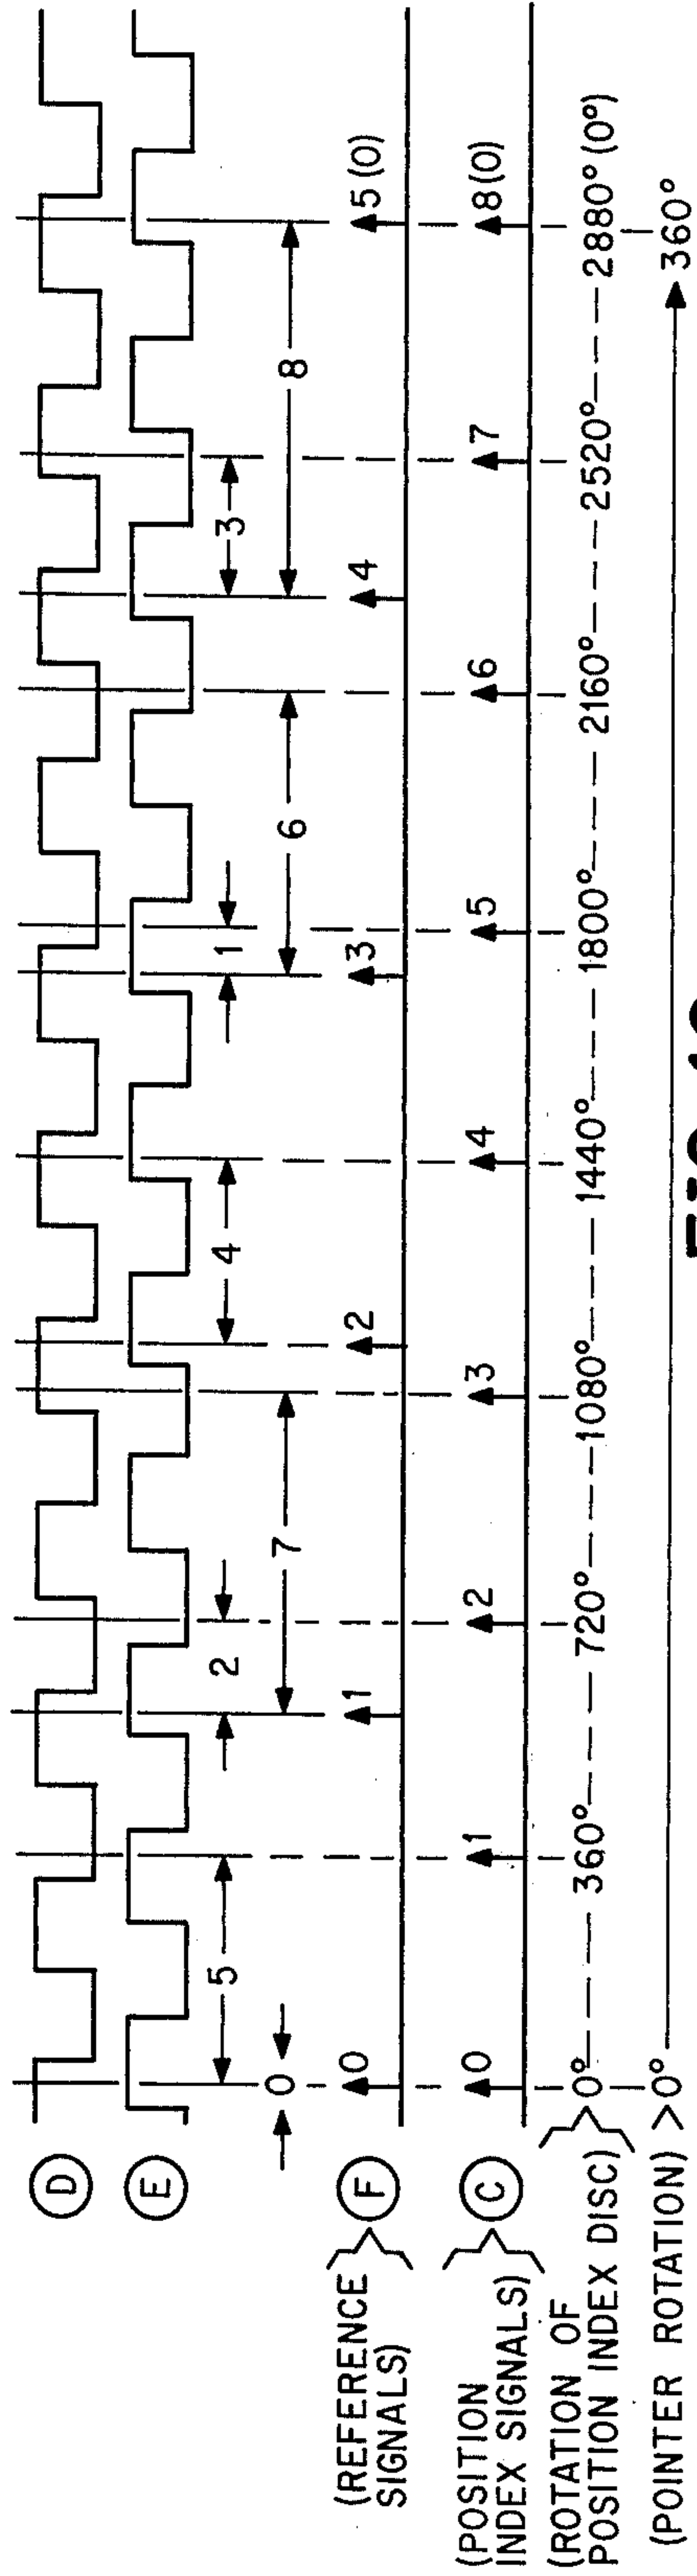 D
E
0
5
2
7
4
1
6
3
8
(REFERENCE
SIGNALS)
F
0
1
2
3
4
5(0)
(POSITION
INDEX SIGNALS)
C
0
1
2
3
4
5
6
7
8(0)
(ROTATION OF
POSITION INDEX DISC)
0° 360° 720° 1080° 1440° 1800° 2160° 2520° 2880°(0°)
(POINTER ROTATION) 0° 360°